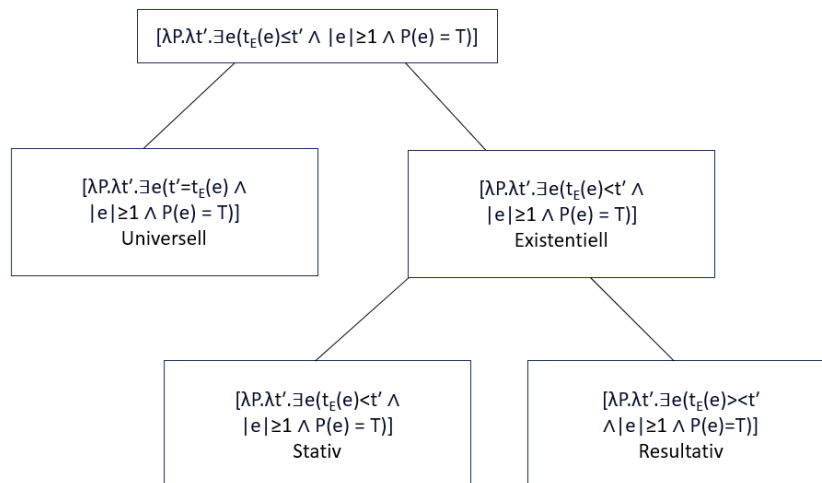 [λP.λt’.∃e(t_E(e)≤t’ ∧ |e|≥1 ∧ P(e) = T)]
[λP.λt’.∃e(t’=t_E(e) ∧
|e|≥1 ∧ P(e) = T)]
Universell
[λP.λt’.∃e(t_E(e)<t’ ∧
|e|≥1 ∧ P(e) = T)]
Existentiell
[λP.λt’.∃e(t_E(e)<t’ ∧
|e|≥1 ∧ P(e) = T)]
Stativ
[λP.λt’.∃e(t_E(e)><t’
∧|e|≥1 ∧ P(e)=T)]
Resultativ